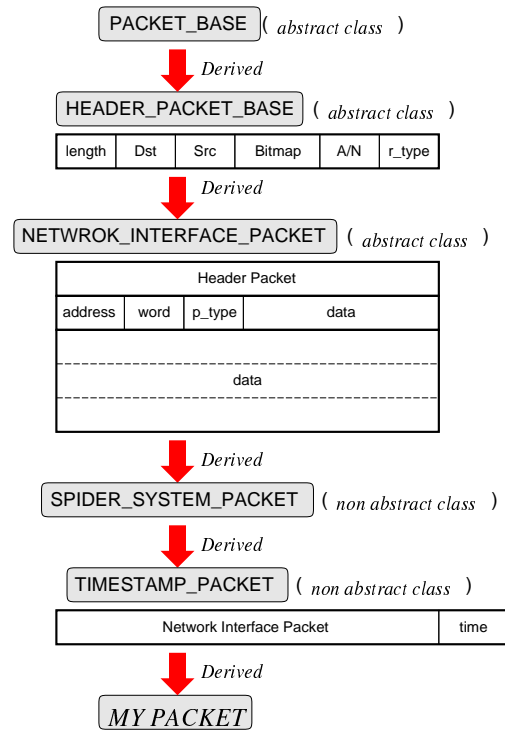 PACKET_BASE ( abstract class )
Derived
HEADER_PACKET_BASE ( abstract class )
length Dst Src Bitmap A/N r_type
Derived
NETWROK_INTERFACE_PACKET ( abstract class )
Header Packet
address word p_type data
data
Derived
SPIDER_SYSTEM_PACKET ( non abstract class )
Derived
TIMESTAMP_PACKET ( non abstract class )
Network Interface Packet time
Derived
MY PACKET